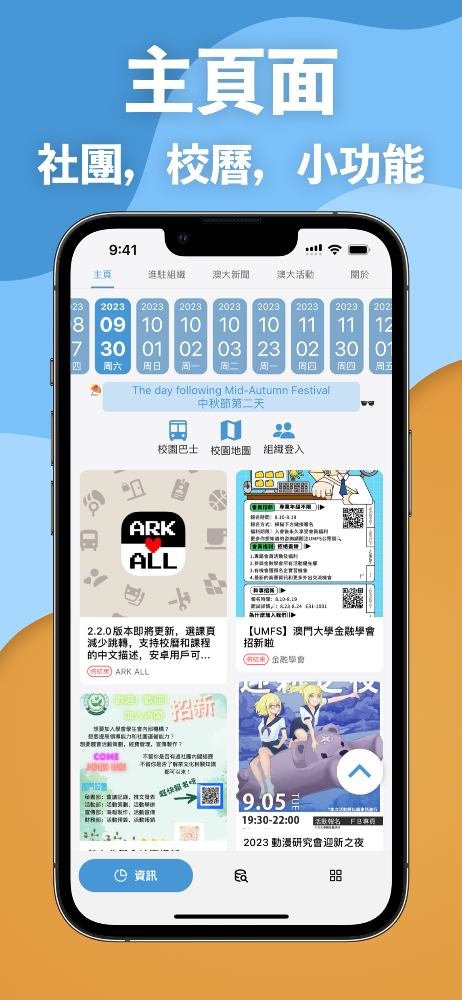 主頁面
社團，校曆，小功能
9:41
主頁 進駐組織 澳大新聞 澳大活動 關於
2023 09 30 周六
2023 10 01 周日
2023 10 02 周一
2023 10 03 周二
2023 10 23 周一
2023 11 02 周四
2023 11 30 周四
The day following Mid-Autumn Festival
中秋節第二天
校園巴士 校園地圖 組織登入
ARK
ALL
2.2.0版本即將更新，選課頁
減少跳轉，支持校曆和課程
的中文描述，安卓用戶可...
將結束 ARK ALL
會員招新 專業年級不限
報名時間：8.10-8.19
報名方式：掃描下方鏈接報名
福利期限：入會後永久享受會員福利
更多你想知道的咨詢請關注UMFS公眾號
會員福利 拒絕畫餅
1.專屬會員活動及福利
2.參與金融學會所有活動優先權
3.有機會獲得名企實習機會
4.最新的商賽資訊和更多外出交流機會
幹事招新
報名時間：8.10-8.19
面試詳情：8.23-8.24 E31-1001
為什麼加入我們
【UMFS】澳門大學金融學會
招新啦
將結束 金融學會
歡迎！歡迎！
加入內閣
招新
想要加入學會學生會內部機構？
想要提高領導能力和社團運營能力？
想要體會活動策劃，經費管理，宣傳製作？
COME
JOIN US!
不管你是否有過社團內閣經歷
不管你是否了解茶文化相關知識
都可以來！
部門設置
趕快報名呀
秘書部：會議記錄，推文發表
活動部：活動策劃，活動舉辦
宣傳部：海報製作，活動宣傳
財務部：活動預算，活動報銷
迎新之夜
9.05 TUE
*本次活動將以廣東話進行
19:30-22:00
活動報名 FB專頁
內含入會報名表連結
2023 動漫研究會迎新之夜
資訊